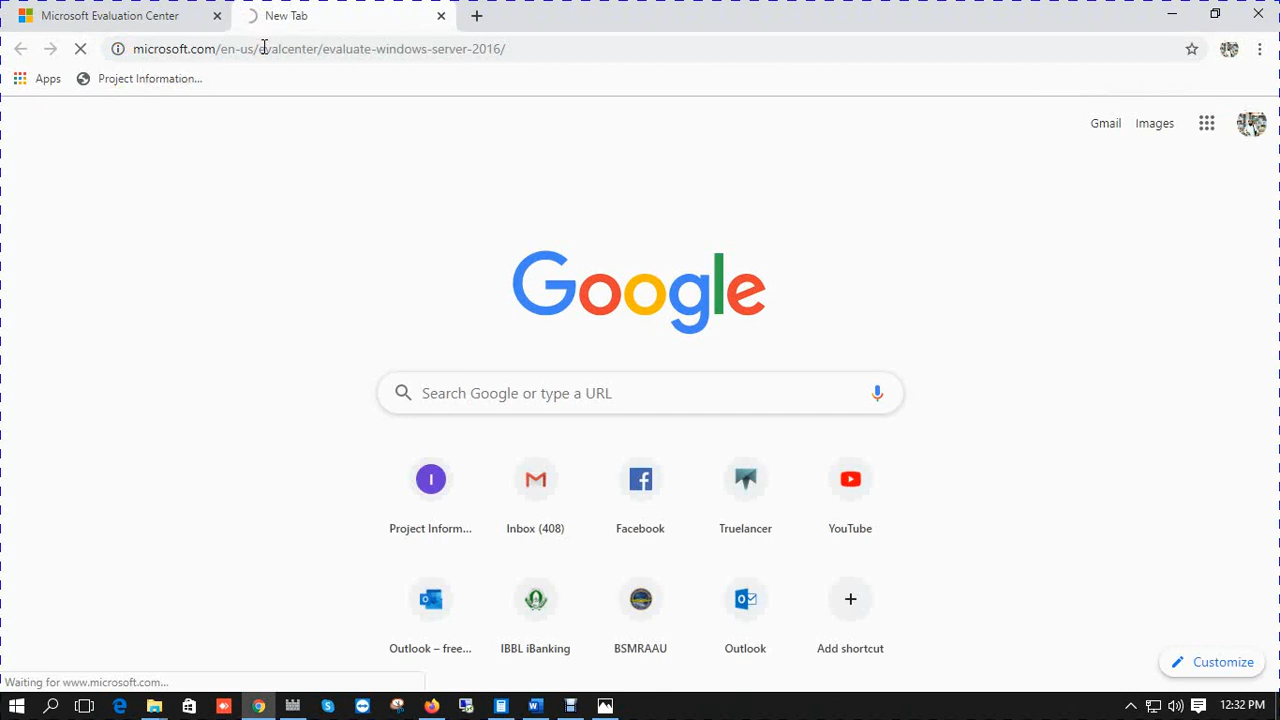 Microsoft Evaluation Center
New Tab
microsoft.com/en-us/evalcenter/evaluate-windows-server-2016/
Apps
Project Information...
Gmail
Images
Google
Search Google or type a URL
I
Project Inform...
Inbox (408)
Facebook
Truelancer
YouTube
Outlook – free...
IBBL iBanking
BSMRAAU
Outlook
Add shortcut
Customize
Waiting for www.microsoft.com...
12:32 PM